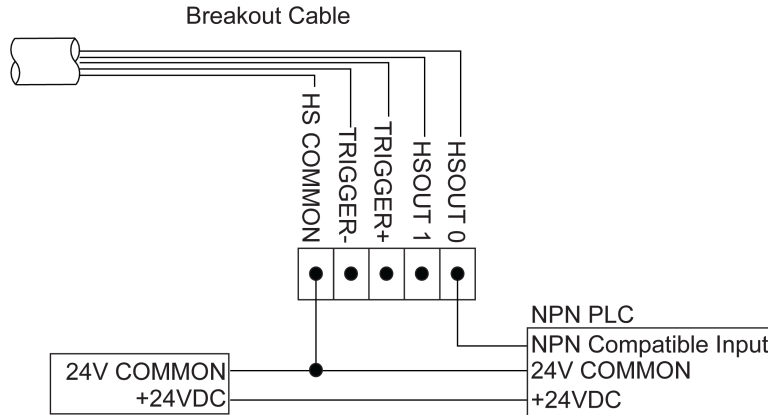 Breakout Cable
HS COMMON
TRIGGER-
TRIGGER+
HSOUT 1
HSOUT 0
NPN PLC
NPN Compatible Input
24V COMMON
24V COMMON
+24VDC
+24VDC